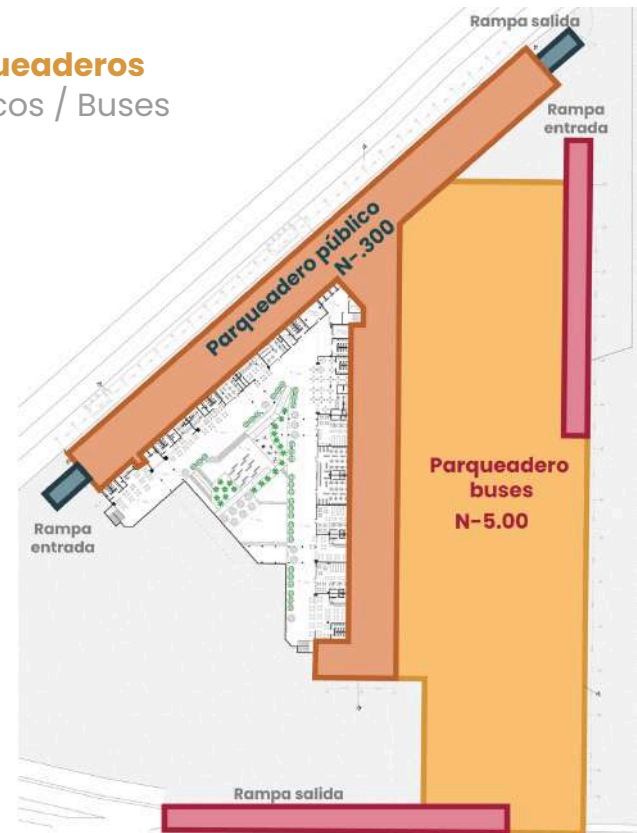 Rampa salida
ueaderos
cos / Buses
Rampa
entrada
Parqueadero público
N-.300
Parqueadero
buses
N-5.00
Rampa
entrada
Rampa salida